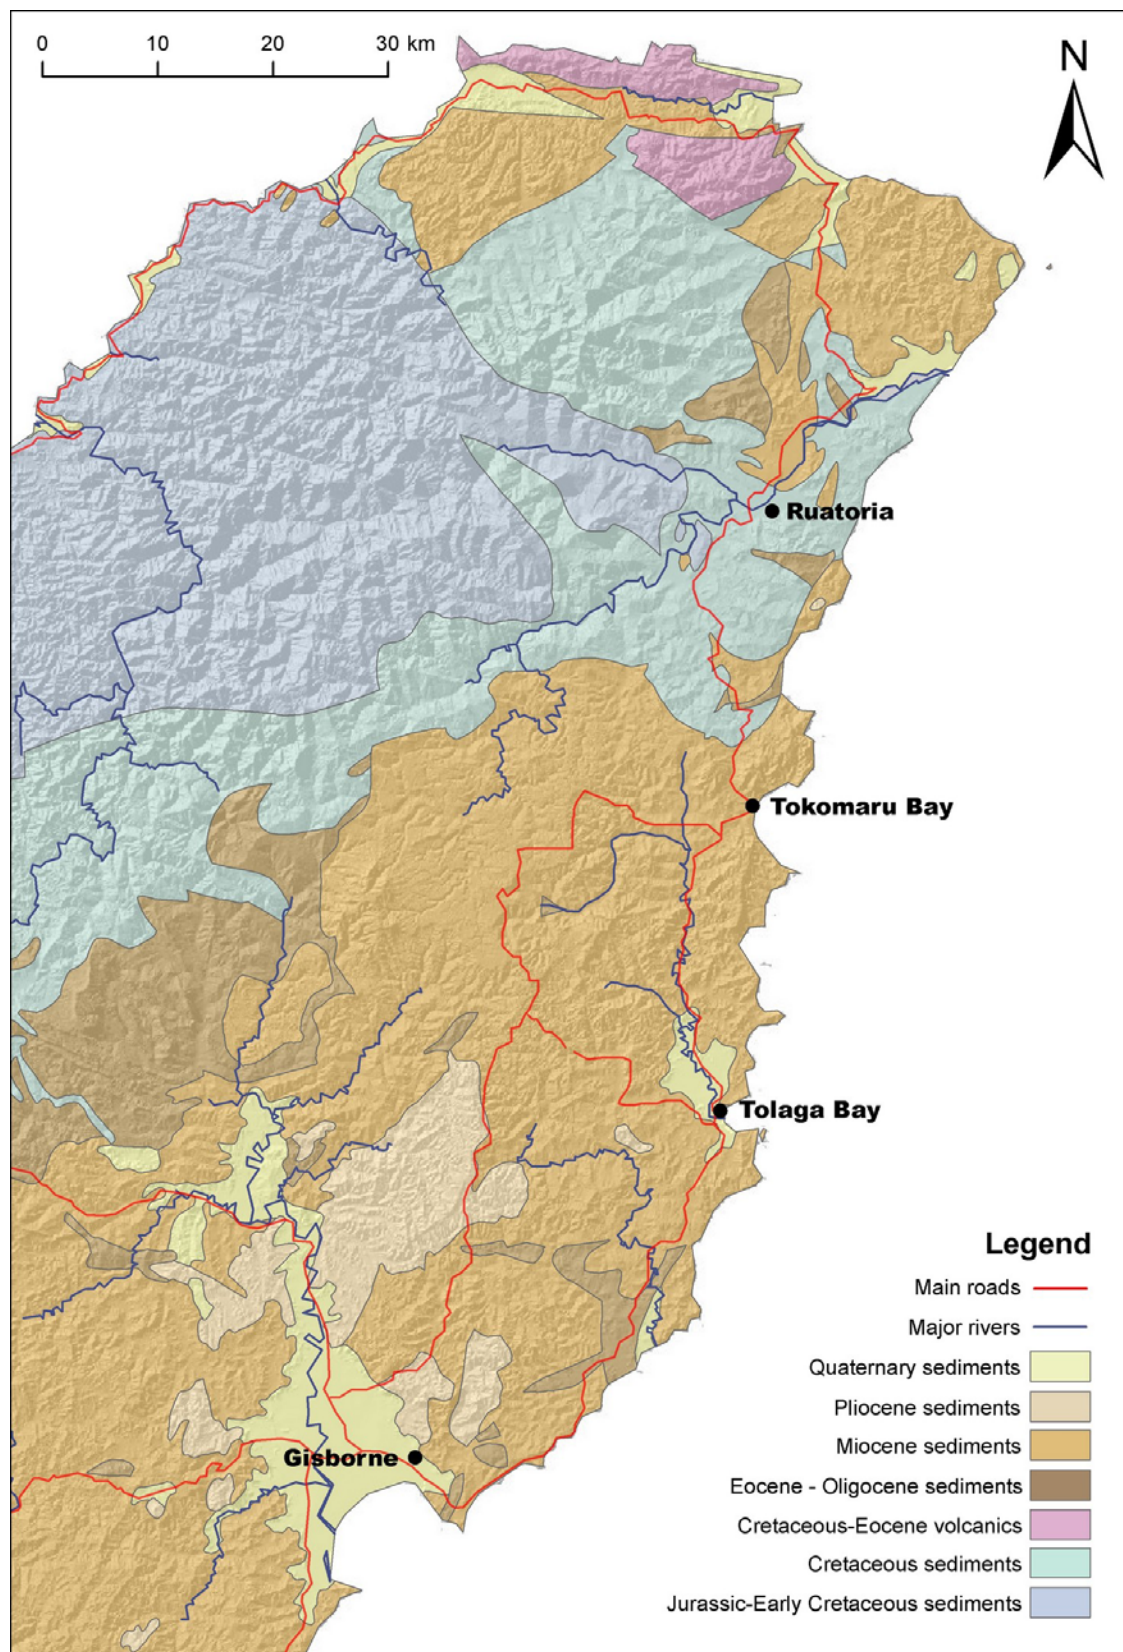 0 10 20 30 km
N
Ruatoria
Tokomaru Bay
Tolaga Bay
Gisborne
Legend
Main roads
Major rivers
Quaternary sediments
Pliocene sediments
Miocene sediments
Eocene - Oligocene sediments
Cretaceous-Eocene volcanics
Cretaceous sediments
Jurassic-Early Cretaceous sediments